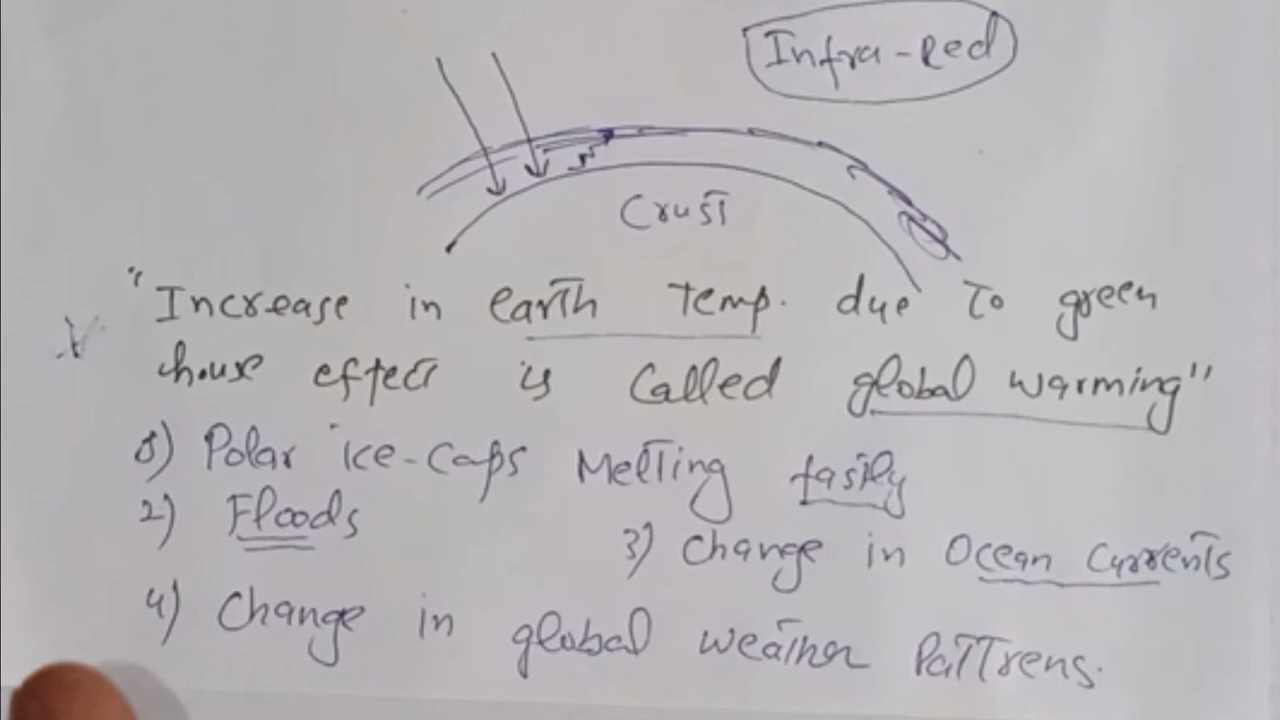 Infra-Red
Crust
"Increase in earth Temp. due To green
house effect is Called global warming"
1) Polar ice-Caps Melting fastly
2) Floods
3) Change in Ocean Currents
4) Change in global weather PaTTrens.